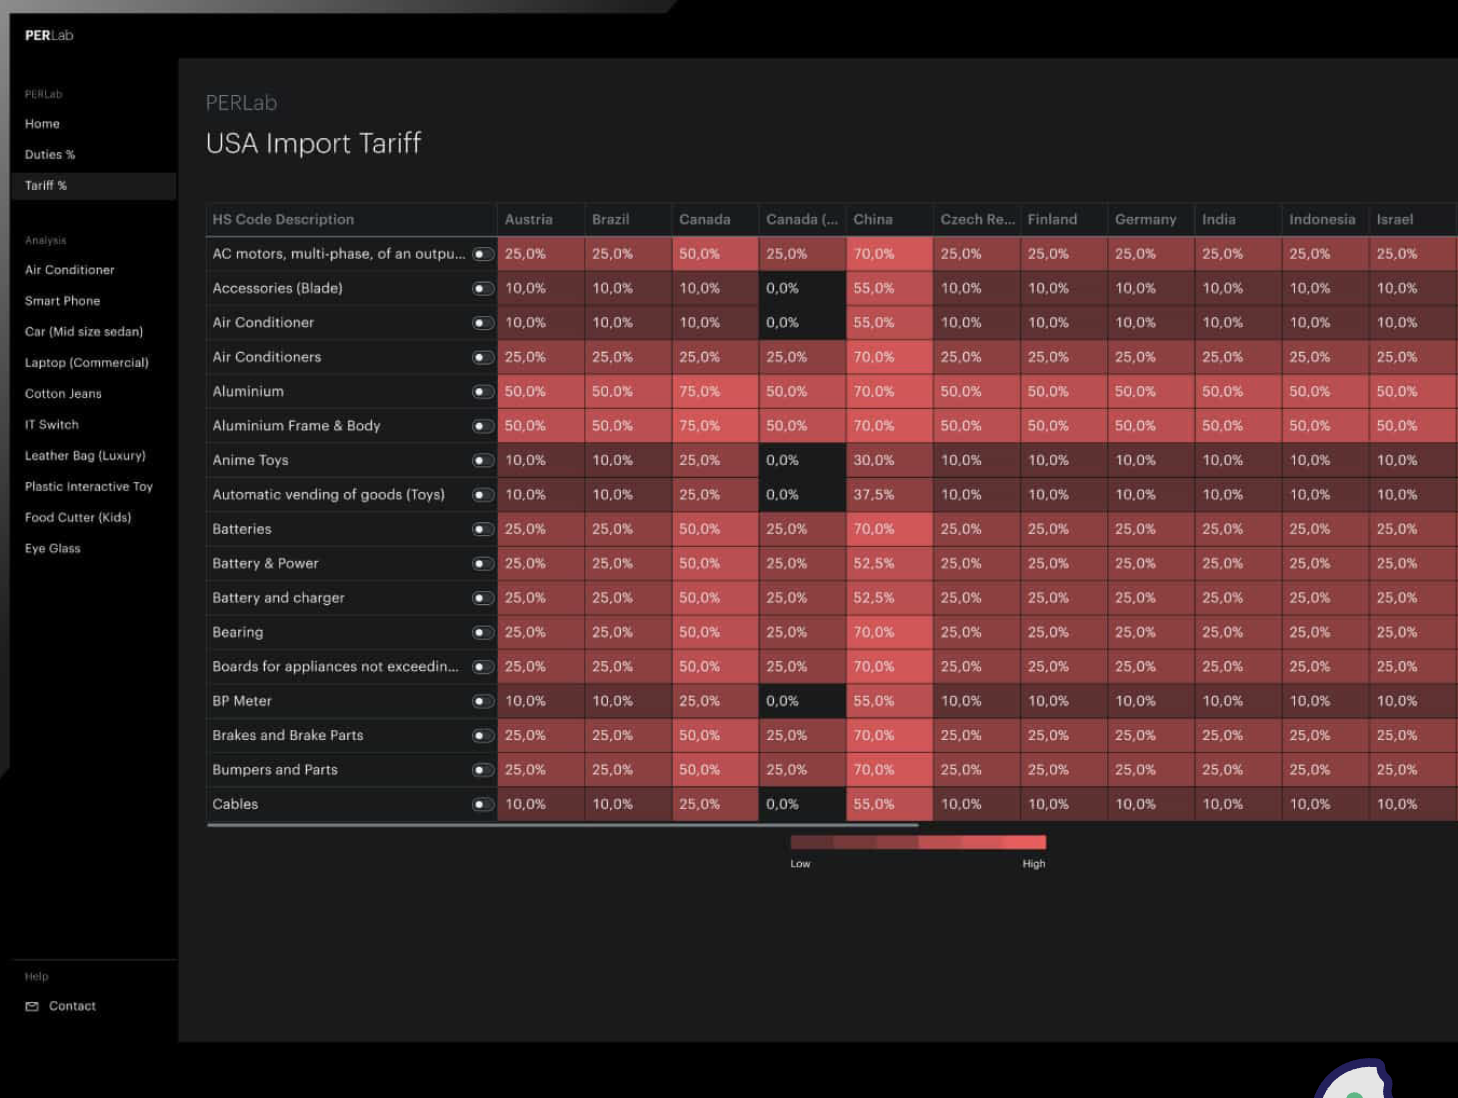 PERLab
PERLab
Home
Duties %
Tariff %
Analysis
Air Conditioner
Smart Phone
Car (Mid size sedan)
Laptop (Commercial)
Cotton Jeans
IT Switch
Leather Bag (Luxury)
Plastic Interactive Toy
Food Cutter (Kids)
Eye Glass
Help
Contact
PERLab
USA Import Tariff
HS Code Description Austria Brazil Canada Canada (... China Czech Re... Finland Germany India Indonesia Israel
AC motors, multi-phase, of an outpu... 25,0% 25,0% 50,0% 25,0% 70,0% 25,0% 25,0% 25,0% 25,0% 25,0% 25,0%
Accessories (Blade) 10,0% 10,0% 10,0% 0,0% 55,0% 10,0% 10,0% 10,0% 10,0% 10,0% 10,0%
Air Conditioner 10,0% 10,0% 10,0% 0,0% 55,0% 10,0% 10,0% 10,0% 10,0% 10,0% 10,0%
Air Conditioners 25,0% 25,0% 25,0% 25,0% 70,0% 25,0% 25,0% 25,0% 25,0% 25,0% 25,0%
Aluminium 50,0% 50,0% 75,0% 50,0% 70,0% 50,0% 50,0% 50,0% 50,0% 50,0% 50,0%
Aluminium Frame & Body 50,0% 50,0% 75,0% 50,0% 70,0% 50,0% 50,0% 50,0% 50,0% 50,0% 50,0%
Anime Toys 10,0% 10,0% 25,0% 0,0% 30,0% 10,0% 10,0% 10,0% 10,0% 10,0% 10,0%
Automatic vending of goods (Toys) 10,0% 10,0% 25,0% 0,0% 37,5% 10,0% 10,0% 10,0% 10,0% 10,0% 10,0%
Batteries 25,0% 25,0% 50,0% 25,0% 70,0% 25,0% 25,0% 25,0% 25,0% 25,0% 25,0%
Battery & Power 25,0% 25,0% 50,0% 25,0% 52,5% 25,0% 25,0% 25,0% 25,0% 25,0% 25,0%
Battery and charger 25,0% 25,0% 50,0% 25,0% 52,5% 25,0% 25,0% 25,0% 25,0% 25,0% 25,0%
Bearing 25,0% 25,0% 50,0% 25,0% 70,0% 25,0% 25,0% 25,0% 25,0% 25,0% 25,0%
Boards for appliances not exceedin... 25,0% 25,0% 50,0% 25,0% 70,0% 25,0% 25,0% 25,0% 25,0% 25,0% 25,0%
BP Meter 10,0% 10,0% 25,0% 0,0% 55,0% 10,0% 10,0% 10,0% 10,0% 10,0% 10,0%
Brakes and Brake Parts 25,0% 25,0% 50,0% 25,0% 70,0% 25,0% 25,0% 25,0% 25,0% 25,0% 25,0%
Bumpers and Parts 25,0% 25,0% 50,0% 25,0% 70,0% 25,0% 25,0% 25,0% 25,0% 25,0% 25,0%
Cables 10,0% 10,0% 25,0% 0,0% 55,0% 10,0% 10,0% 10,0% 10,0% 10,0% 10,0%
Low High